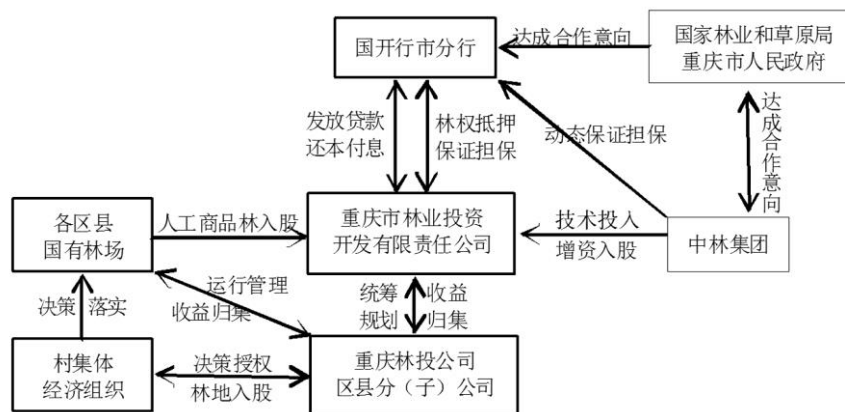 国开行市分行
达成合作意向
国家林业和草原局
重庆市人民政府
发放贷款
还本付息
林权抵押
保证担保
动态保证担保
达成合作意向
各区县
国有林场
人工商品林入股
重庆市林业投资
开发有限责任公司
技术投入
增资入股
中林集团
决策 落实
运行管理
收益归集
统筹
规划
收益
归集
村集体
经济组织
决策授权
林地入股
重庆林投公司
区县分（子）公司